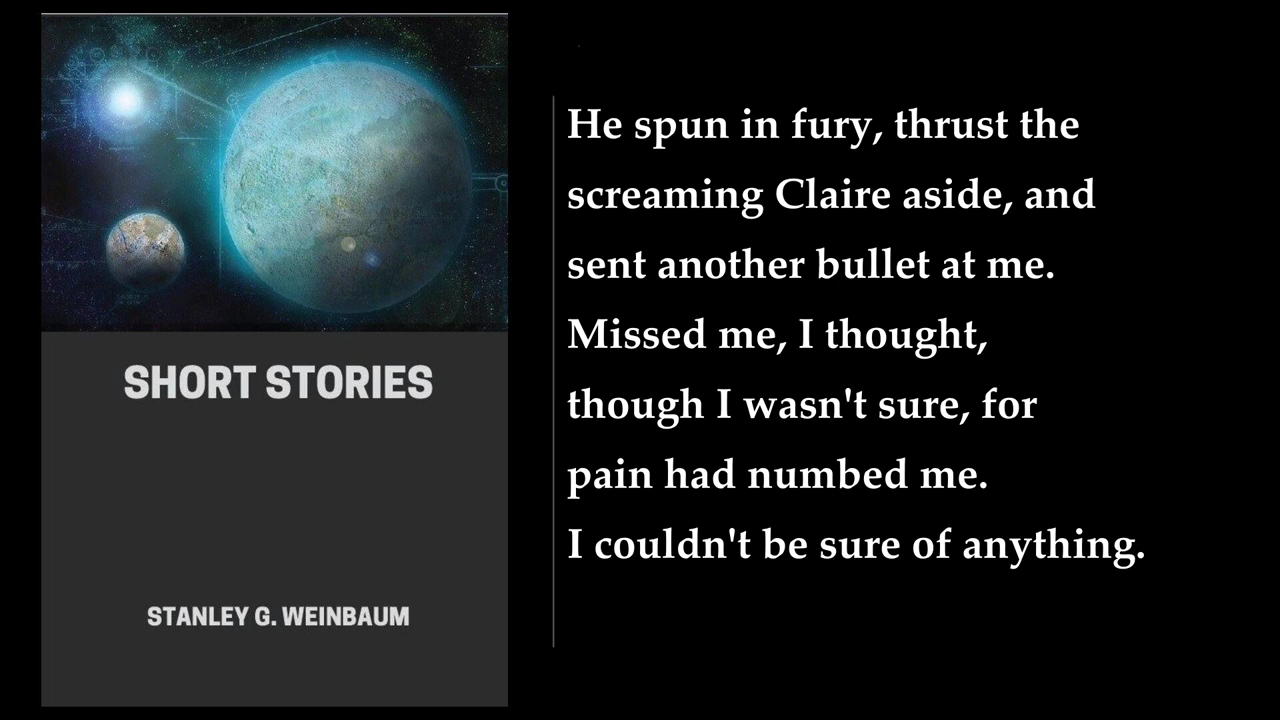 SHORT STORIES
STANLEY G. WEINBAUM
He spun in fury, thrust the
screaming Claire aside, and
sent another bullet at me.
Missed me, I thought,
though I wasn't sure, for
pain had numbed me.
I couldn't be sure of anything.